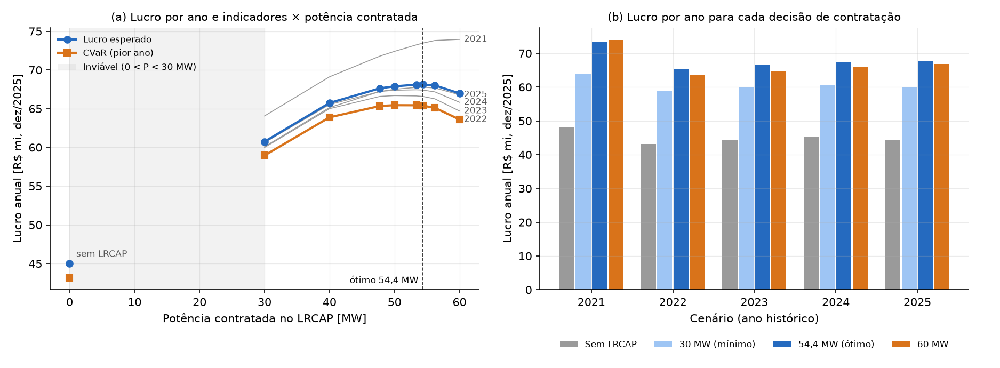 (a) Lucro por ano e indicadores × potência contratada
Lucro anual [R$ mi, dez/2025]
75
70
65
60
55
50
45
Lucro esperado
CVaR (pior ano)
Inviável (0 < P < 30 MW)
2021
2025
2024
2023
2022
sem LRCAP
ótimo 54,4 MW
0 10 20 30 40 50 60
Potência contratada no LRCAP [MW]
(b) Lucro por ano para cada decisão de contratação
Lucro anual [R$ mi, dez/2025]
70
60
50
40
30
20
10
0
2021 2022 2023 2024 2025
Cenário (ano histórico)
Sem LRCAP 30 MW (mínimo) 54,4 MW (ótimo) 60 MW